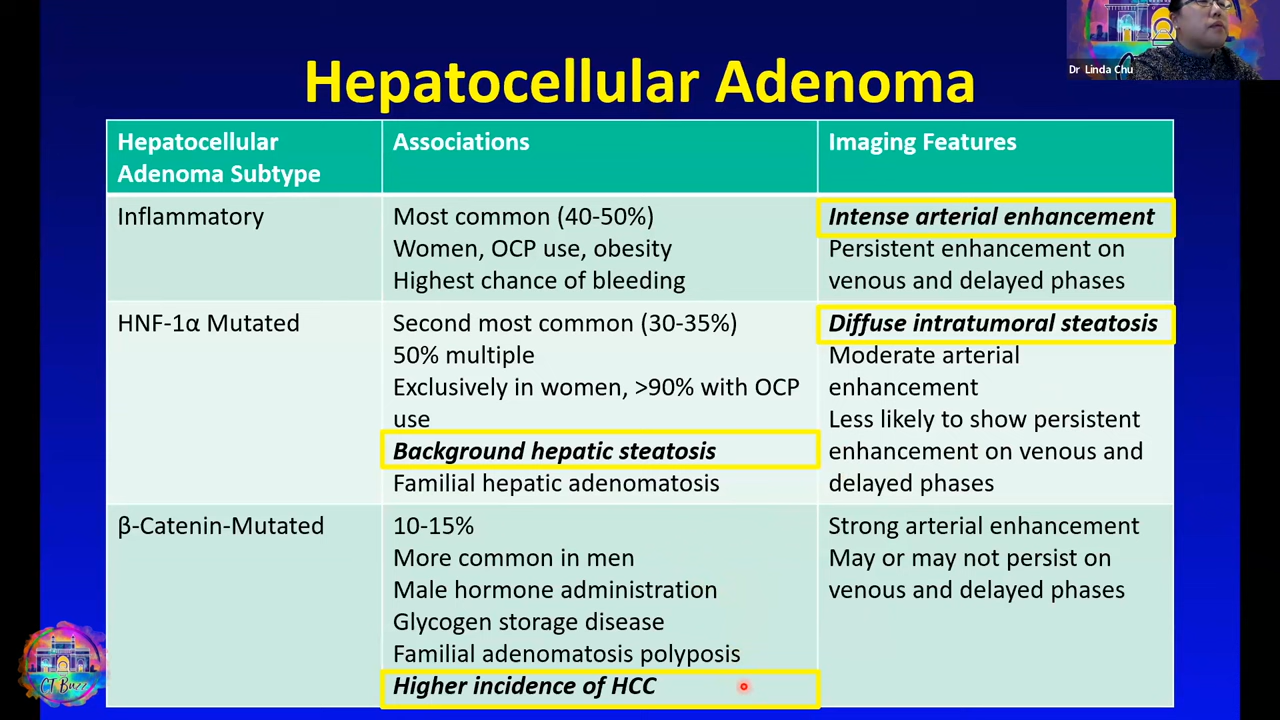 Dr Linda Chu
Hepatocellular Adenoma
Hepatocellular
Adenoma Subtype
Associations
Imaging Features
Inflammatory
Most common (40-50%)
Women, OCP use, obesity
Highest chance of bleeding
Intense arterial enhancement
Persistent enhancement on
venous and delayed phases
HNF-1α Mutated
Second most common (30-35%)
50% multiple
Exclusively in women, >90% with OCP
use
Background hepatic steatosis
Familial hepatic adenomatosis
Diffuse intratumoral steatosis
Moderate arterial
enhancement
Less likely to show persistent
enhancement on venous and
delayed phases
β-Catenin-Mutated
10-15%
More common in men
Male hormone administration
Glycogen storage disease
Familial adenomatosis polyposis
Higher incidence of HCC
Strong arterial enhancement
May or may not persist on
venous and delayed phases
CT Buzz